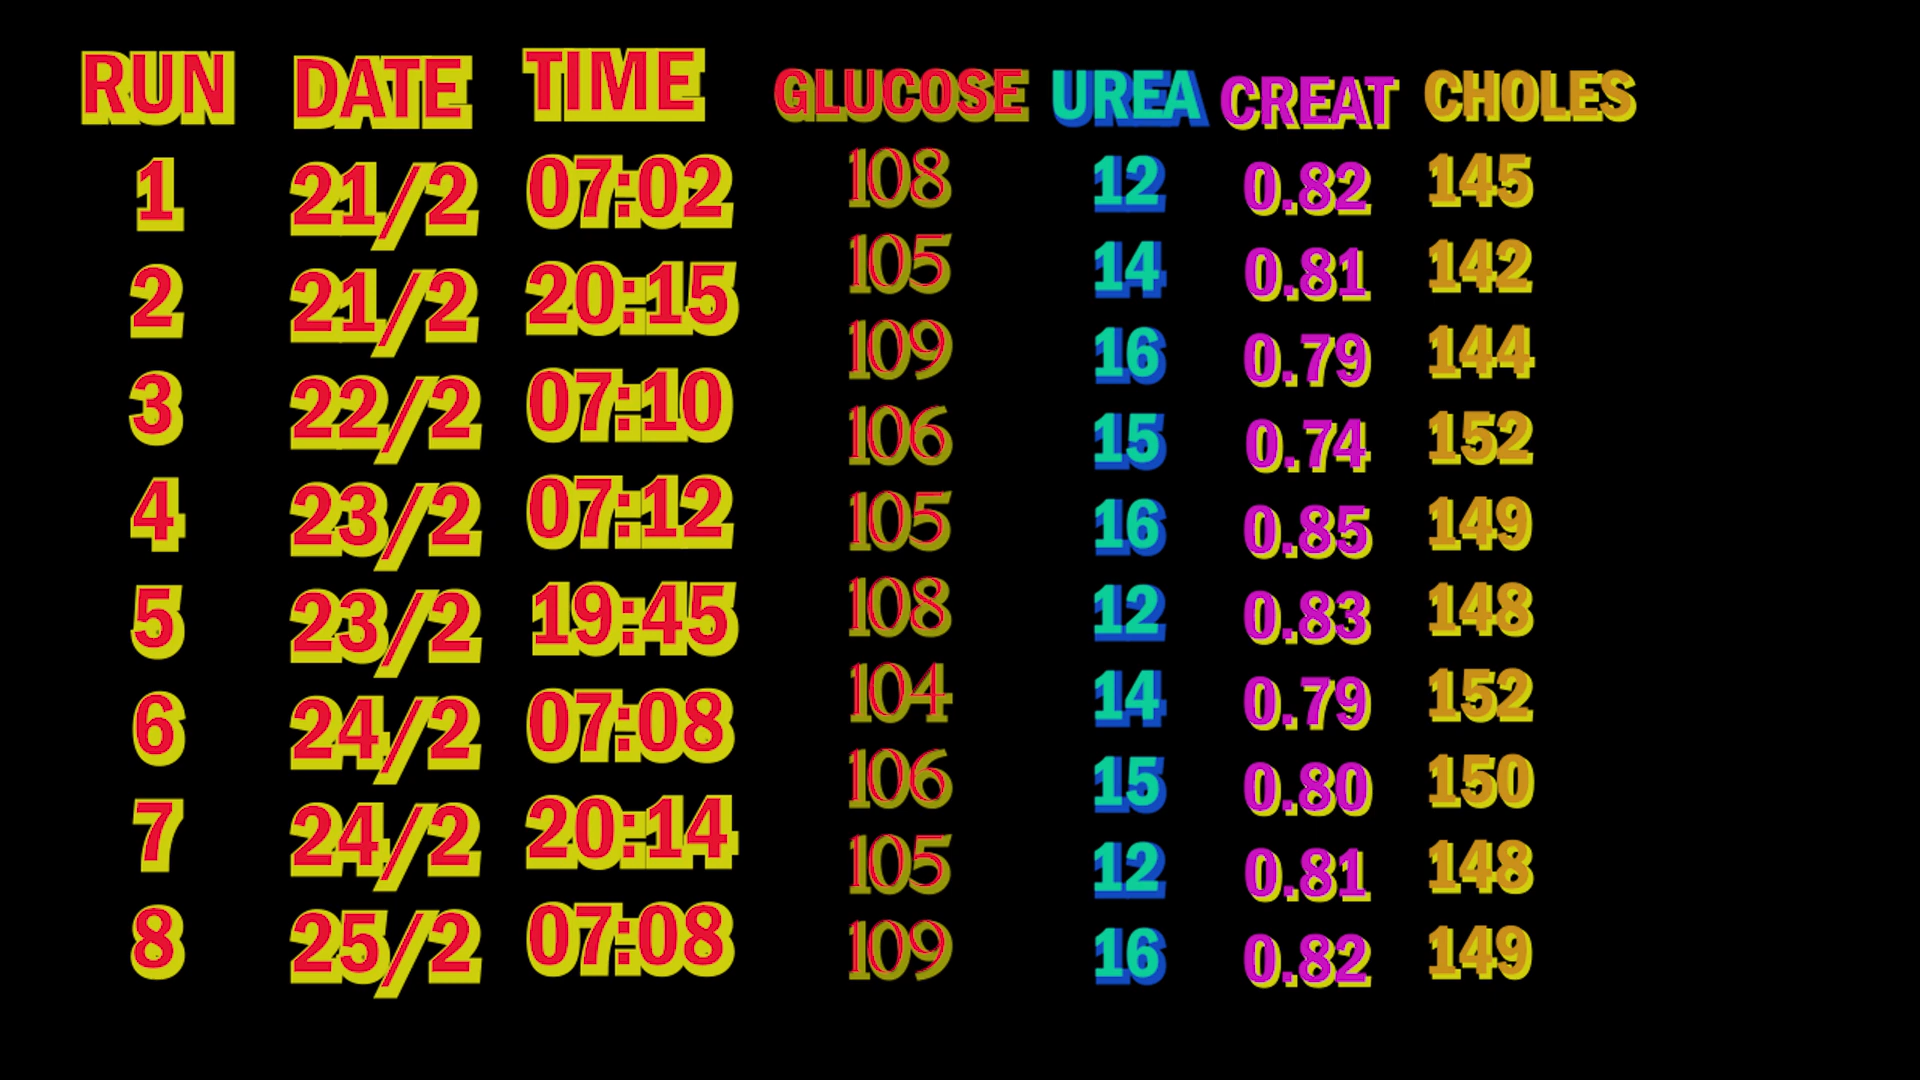 RUN DATE TIME
1 21/2 07:02
2 21/2 20:15
3 22/2 07:10
4 23/2 07:12
5 23/2 19:45
6 24/2 07:08
7 24/2 20:14
8 25/2 07:08
GLUCOSE UREA CREAT CHOLES
108 12 0.82 145
105 14 0.81 142
109 16 0.79 144
106 15 0.74 152
105 16 0.85 149
108 12 0.83 148
104 14 0.79 152
106 15 0.80 150
105 12 0.81 148
109 16 0.82 149